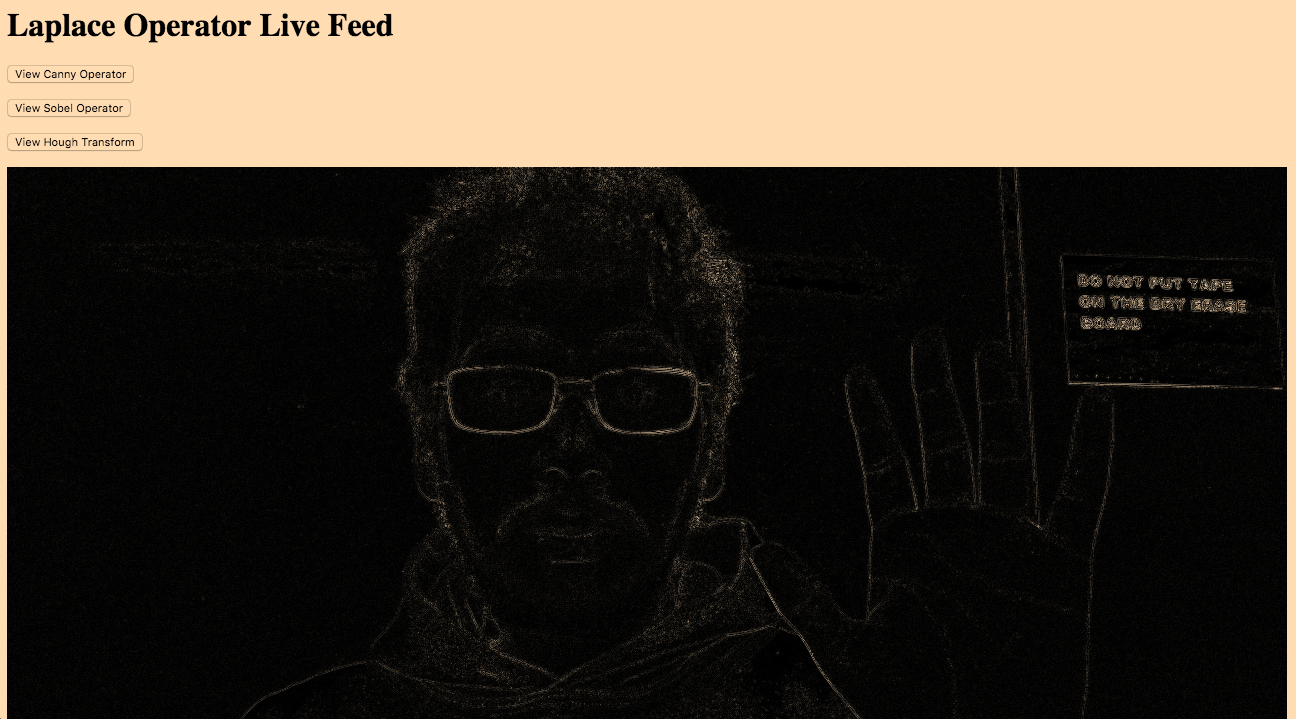 Laplace Operator Live Feed
View Canny Operator
View Sobel Operator
View Hough Transform
DO NOT PUT TAPE
ON THE DRY ERASE
BOARD